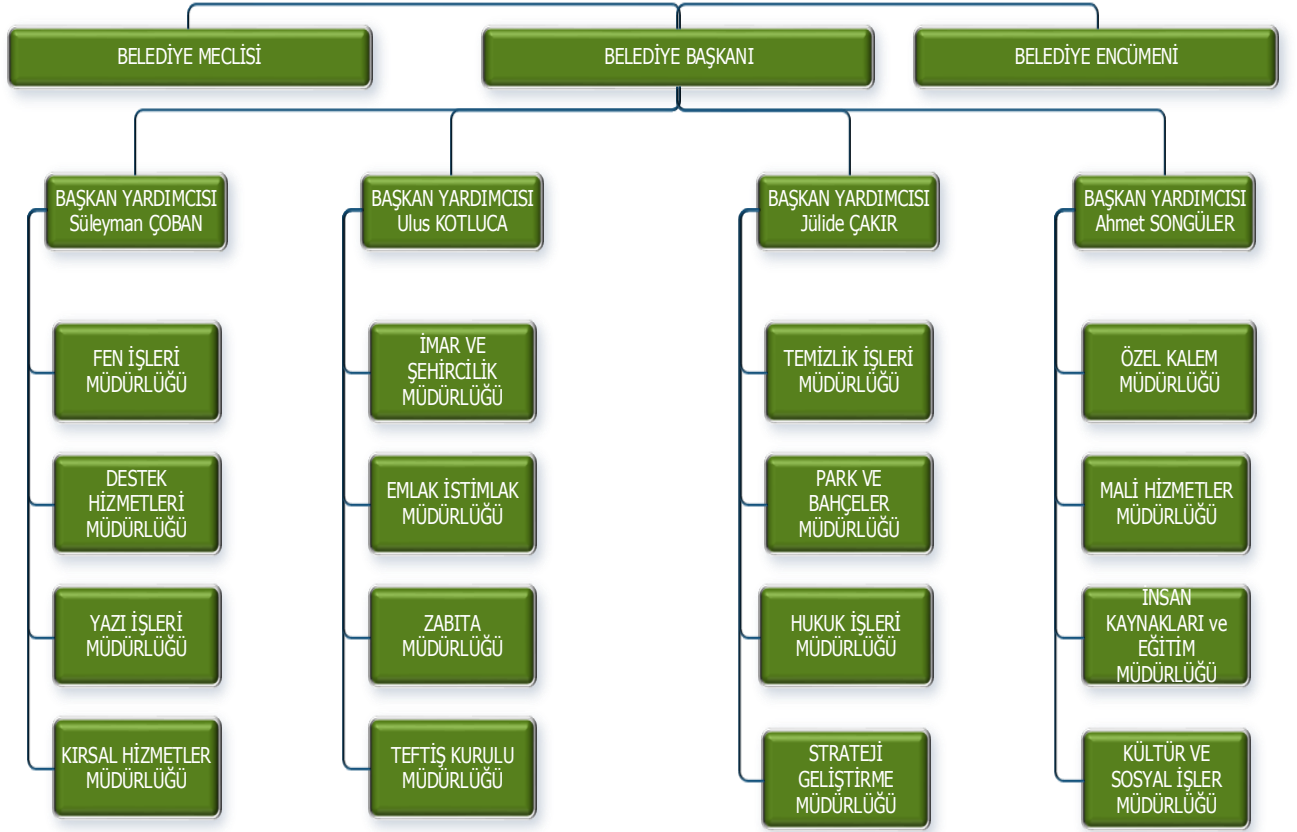 BELEDİYE MECLİSİ
BELEDİYE BAŞKANI
BELEDİYE ENCÜMENİ
BAŞKAN YARDIMCISI
Süleyman ÇOBAN
FEN İŞLERİ
MÜDÜRLÜĞÜ
DESTEK
HİZMETLERİ
MÜDÜRLÜĞÜ
YAZI İŞLERİ
MÜDÜRLÜĞÜ
KIRSAL HİZMETLER
MÜDÜRLÜĞÜ
BAŞKAN YARDIMCISI
Ulus KOTLUCA
İMAR VE
ŞEHİRCİLİK
MÜDÜRLÜĞÜ
EMLAK İSTİMLAK
MÜDÜRLÜĞÜ
ZABITA
MÜDÜRLÜĞÜ
TEFTİŞ KURULU
MÜDÜRLÜĞÜ
BAŞKAN YARDIMCISI
Jülide ÇAKIR
TEMİZLİK İŞLERİ
MÜDÜRLÜĞÜ
PARK VE
BAHÇELER
MÜDÜRLÜĞÜ
HUKUK İŞLERİ
MÜDÜRLÜĞÜ
STRATEJİ
GELİŞTİRME
MÜDÜRLÜĞÜ
BAŞKAN YARDIMCISI
Ahmet SONGÜLER
ÖZEL KALEM
MÜDÜRLÜĞÜ
MALİ HİZMETLER
MÜDÜRLÜĞÜ
İNSAN
KAYNAKLARI ve
EĞİTİM
MÜDÜRLÜĞÜ
KÜLTÜR VE
SOSYAL İŞLER
MÜDÜRLÜĞÜ